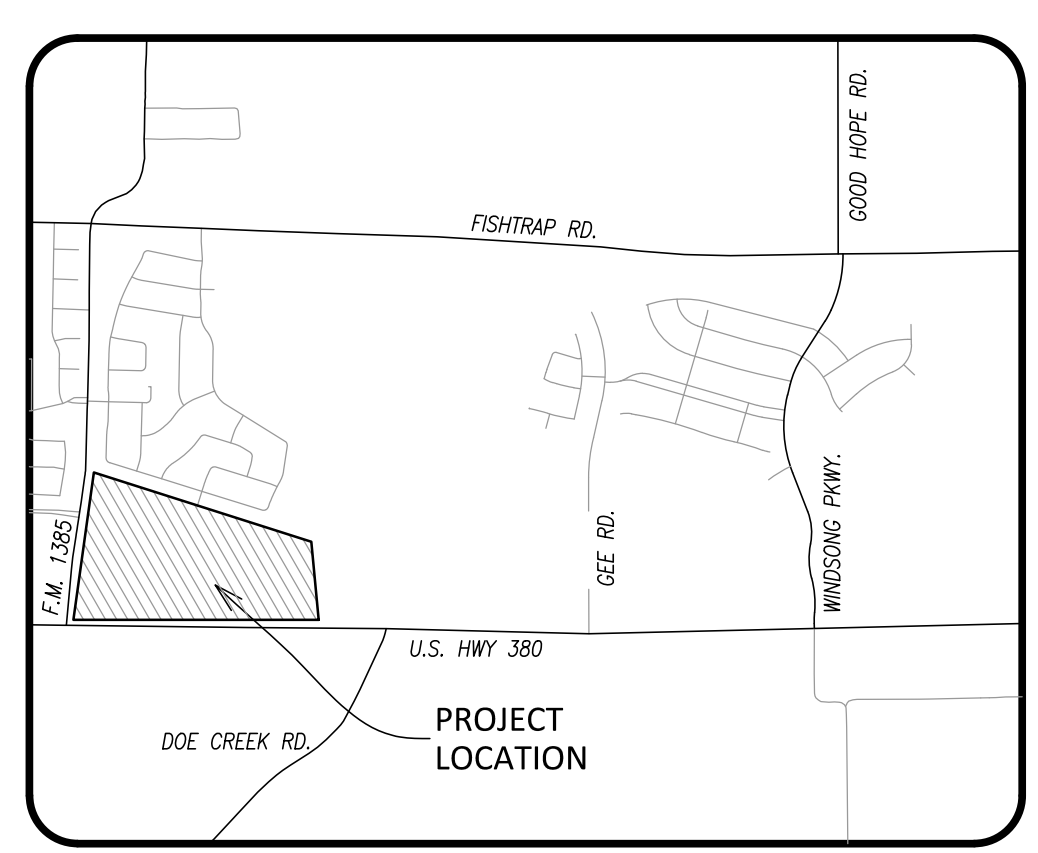 GOOD HOPE RD.
FISHTRAP RD.
F.M. 1385
GEE RD.
WINDSONG PKWY.
U.S. HWY 380
DOE CREEK RD.
PROJECT
LOCATION